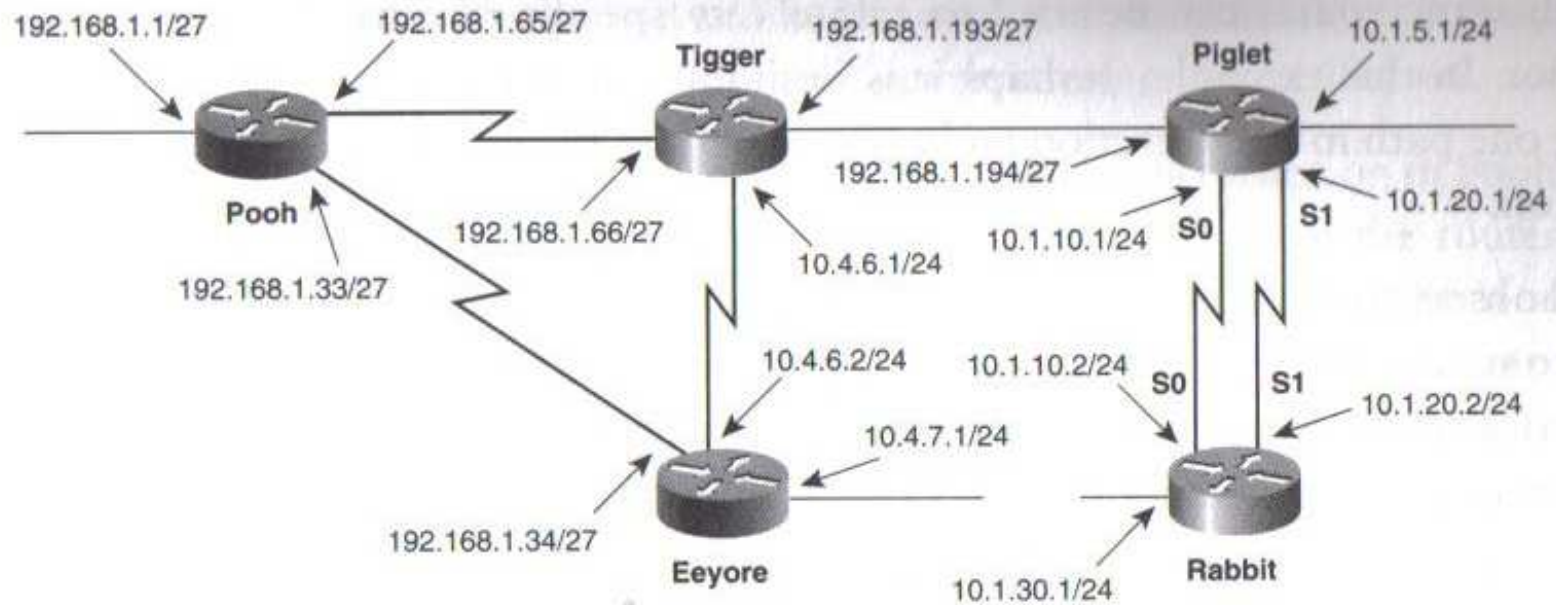 192.168.1.1/27
192.168.1.65/27
Tigger
192.168.1.193/27
Piglet
10.1.5.1/24
Pooh
192.168.1.66/27
192.168.1.194/27
10.1.20.1/24
192.168.1.33/27
10.4.6.1/24
10.1.10.1/24
S0
S1
10.4.6.2/24
10.1.10.2/24
S0
S1
10.1.20.2/24
10.4.7.1/24
192.168.1.34/27
Eeyore
10.1.30.1/24
Rabbit